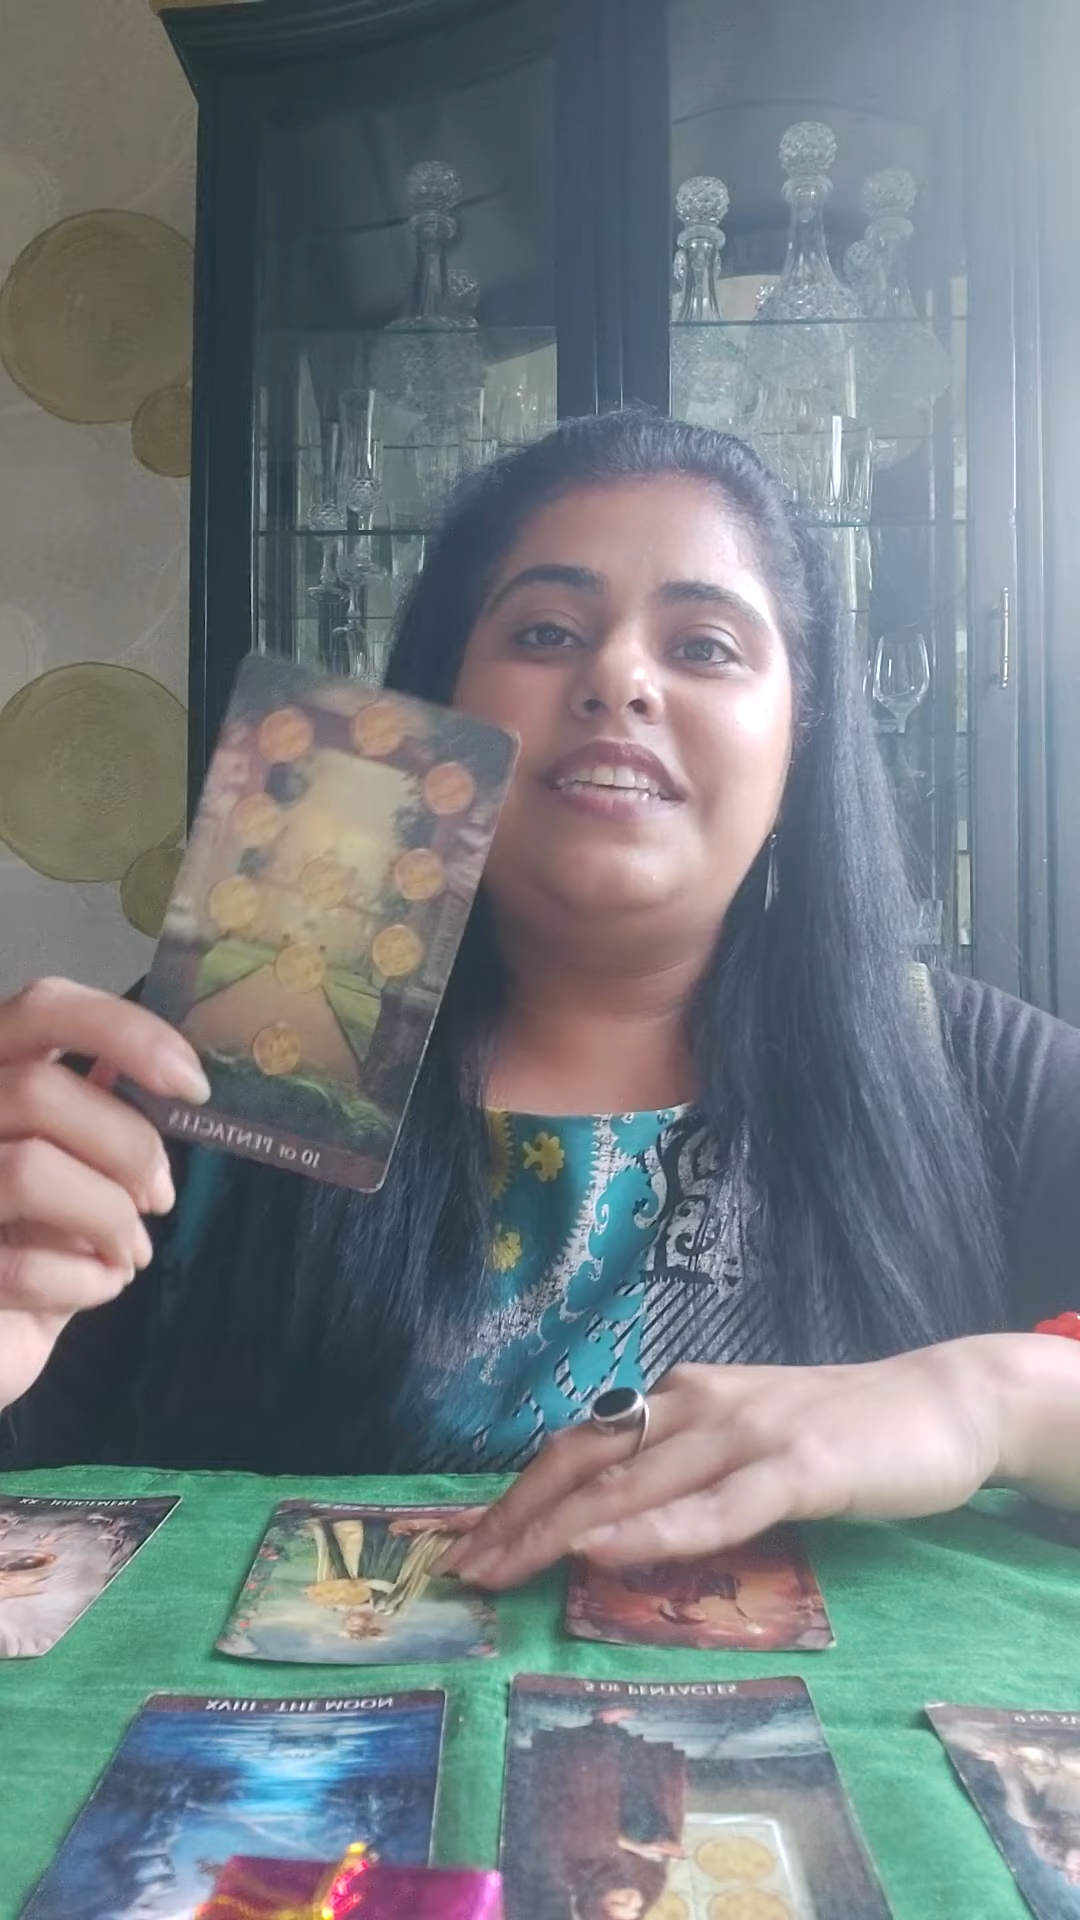 10 OF PENTACLES
XX - JUDGEMENT
XVIII - THE MOON
5 OF PENTACLES